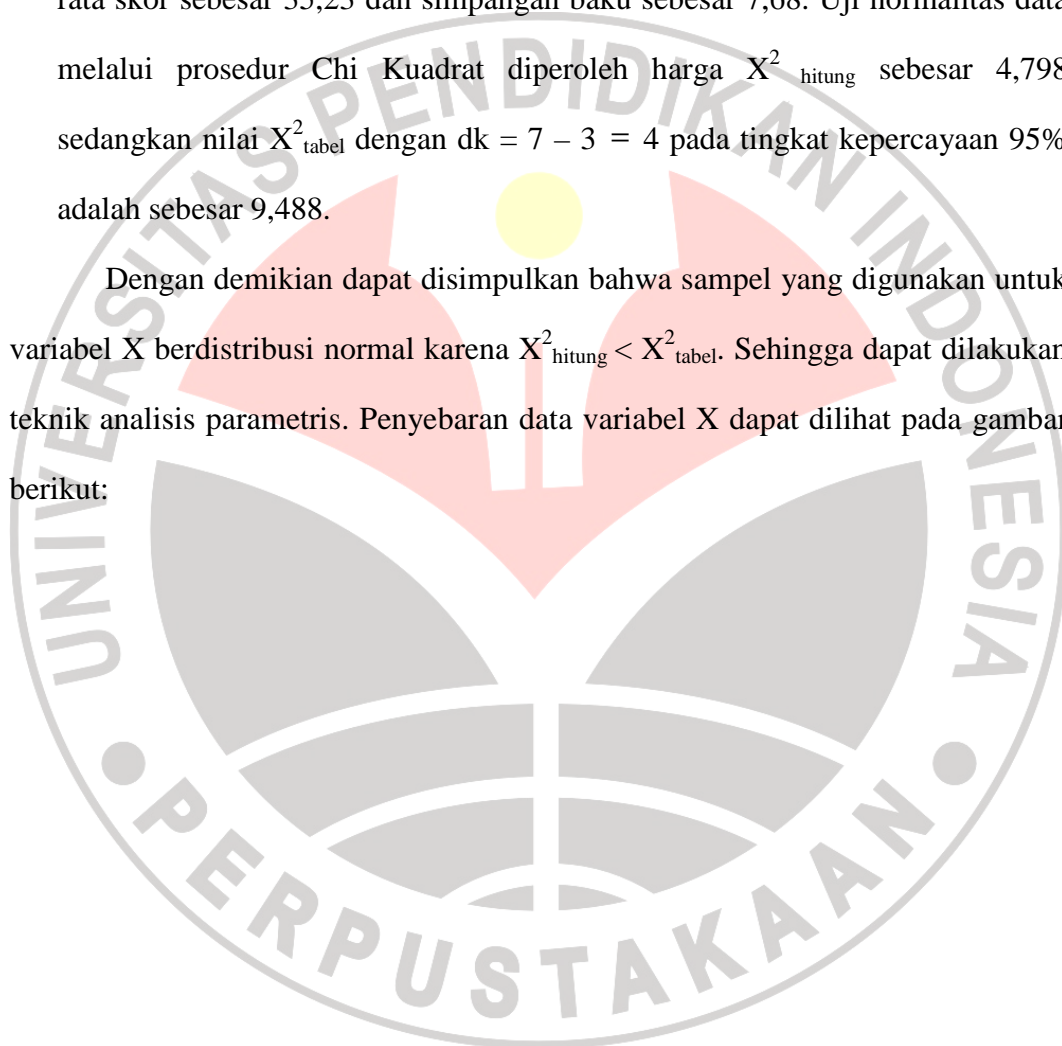 rata skor sebesar 35,23 dan simpangan baku sebesar 7,68. Uji normalitas data
melalui prosedur Chi Kuadrat diperoleh harga X² hitung sebesar 4,798
sedangkan nilai X²tabel dengan dk = 7 – 3 = 4 pada tingkat kepercayaan 95%
adalah sebesar 9,488.
Dengan demikian dapat disimpulkan bahwa sampel yang digunakan untuk
variabel X berdistribusi normal karena X²hitung < X²tabel. Sehingga dapat dilakukan
teknik analisis parametris. Penyebaran data variabel X dapat dilihat pada gambar
berikut:
UNIVERSITAS PENDIDIKAN INDONESIA
PERPUSTAKAAN